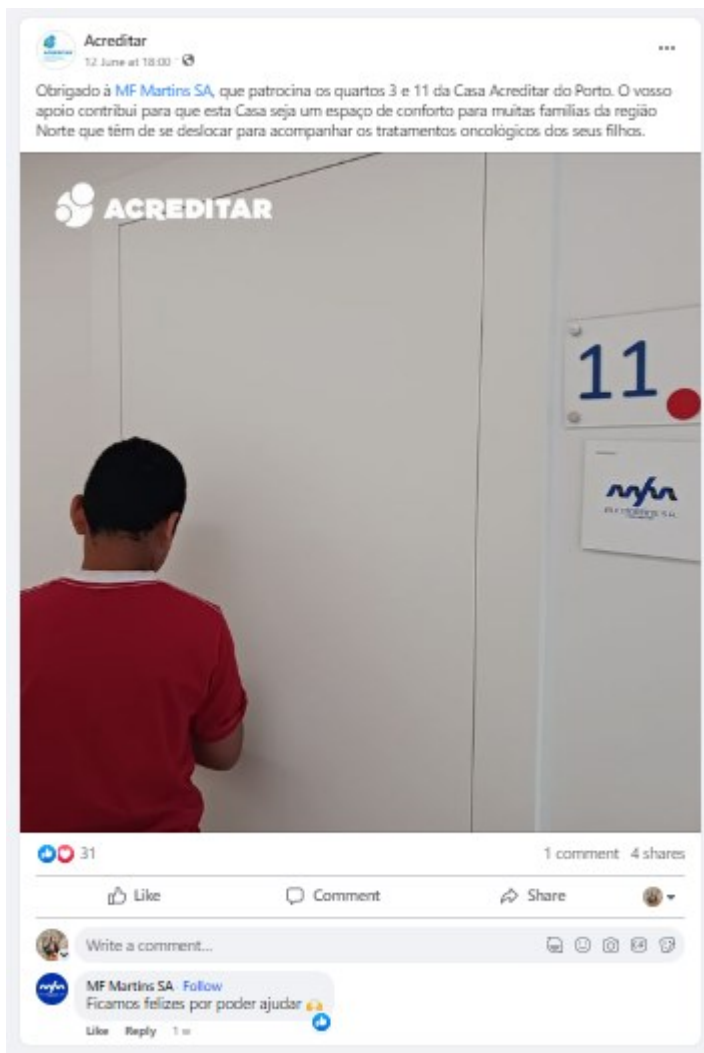 Acreditar
12 June at 18:00
Obrigado à MF Martins SA, que patrocina os quartos 3 e 11 da Casa Acreditar do Porto. O vosso
apoio contribui para que esta Casa seja um espaço de conforto para muitas famílias da região
Norte que têm de se deslocar para acompanhar os tratamentos oncológicos dos seus filhos.
ACREDITAR
11
31
1 comment 4 shares
Like Comment Share
Write a comment...
MF Martins SA Follow
Ficamos felizes por poder ajudar
Like Reply 1 w